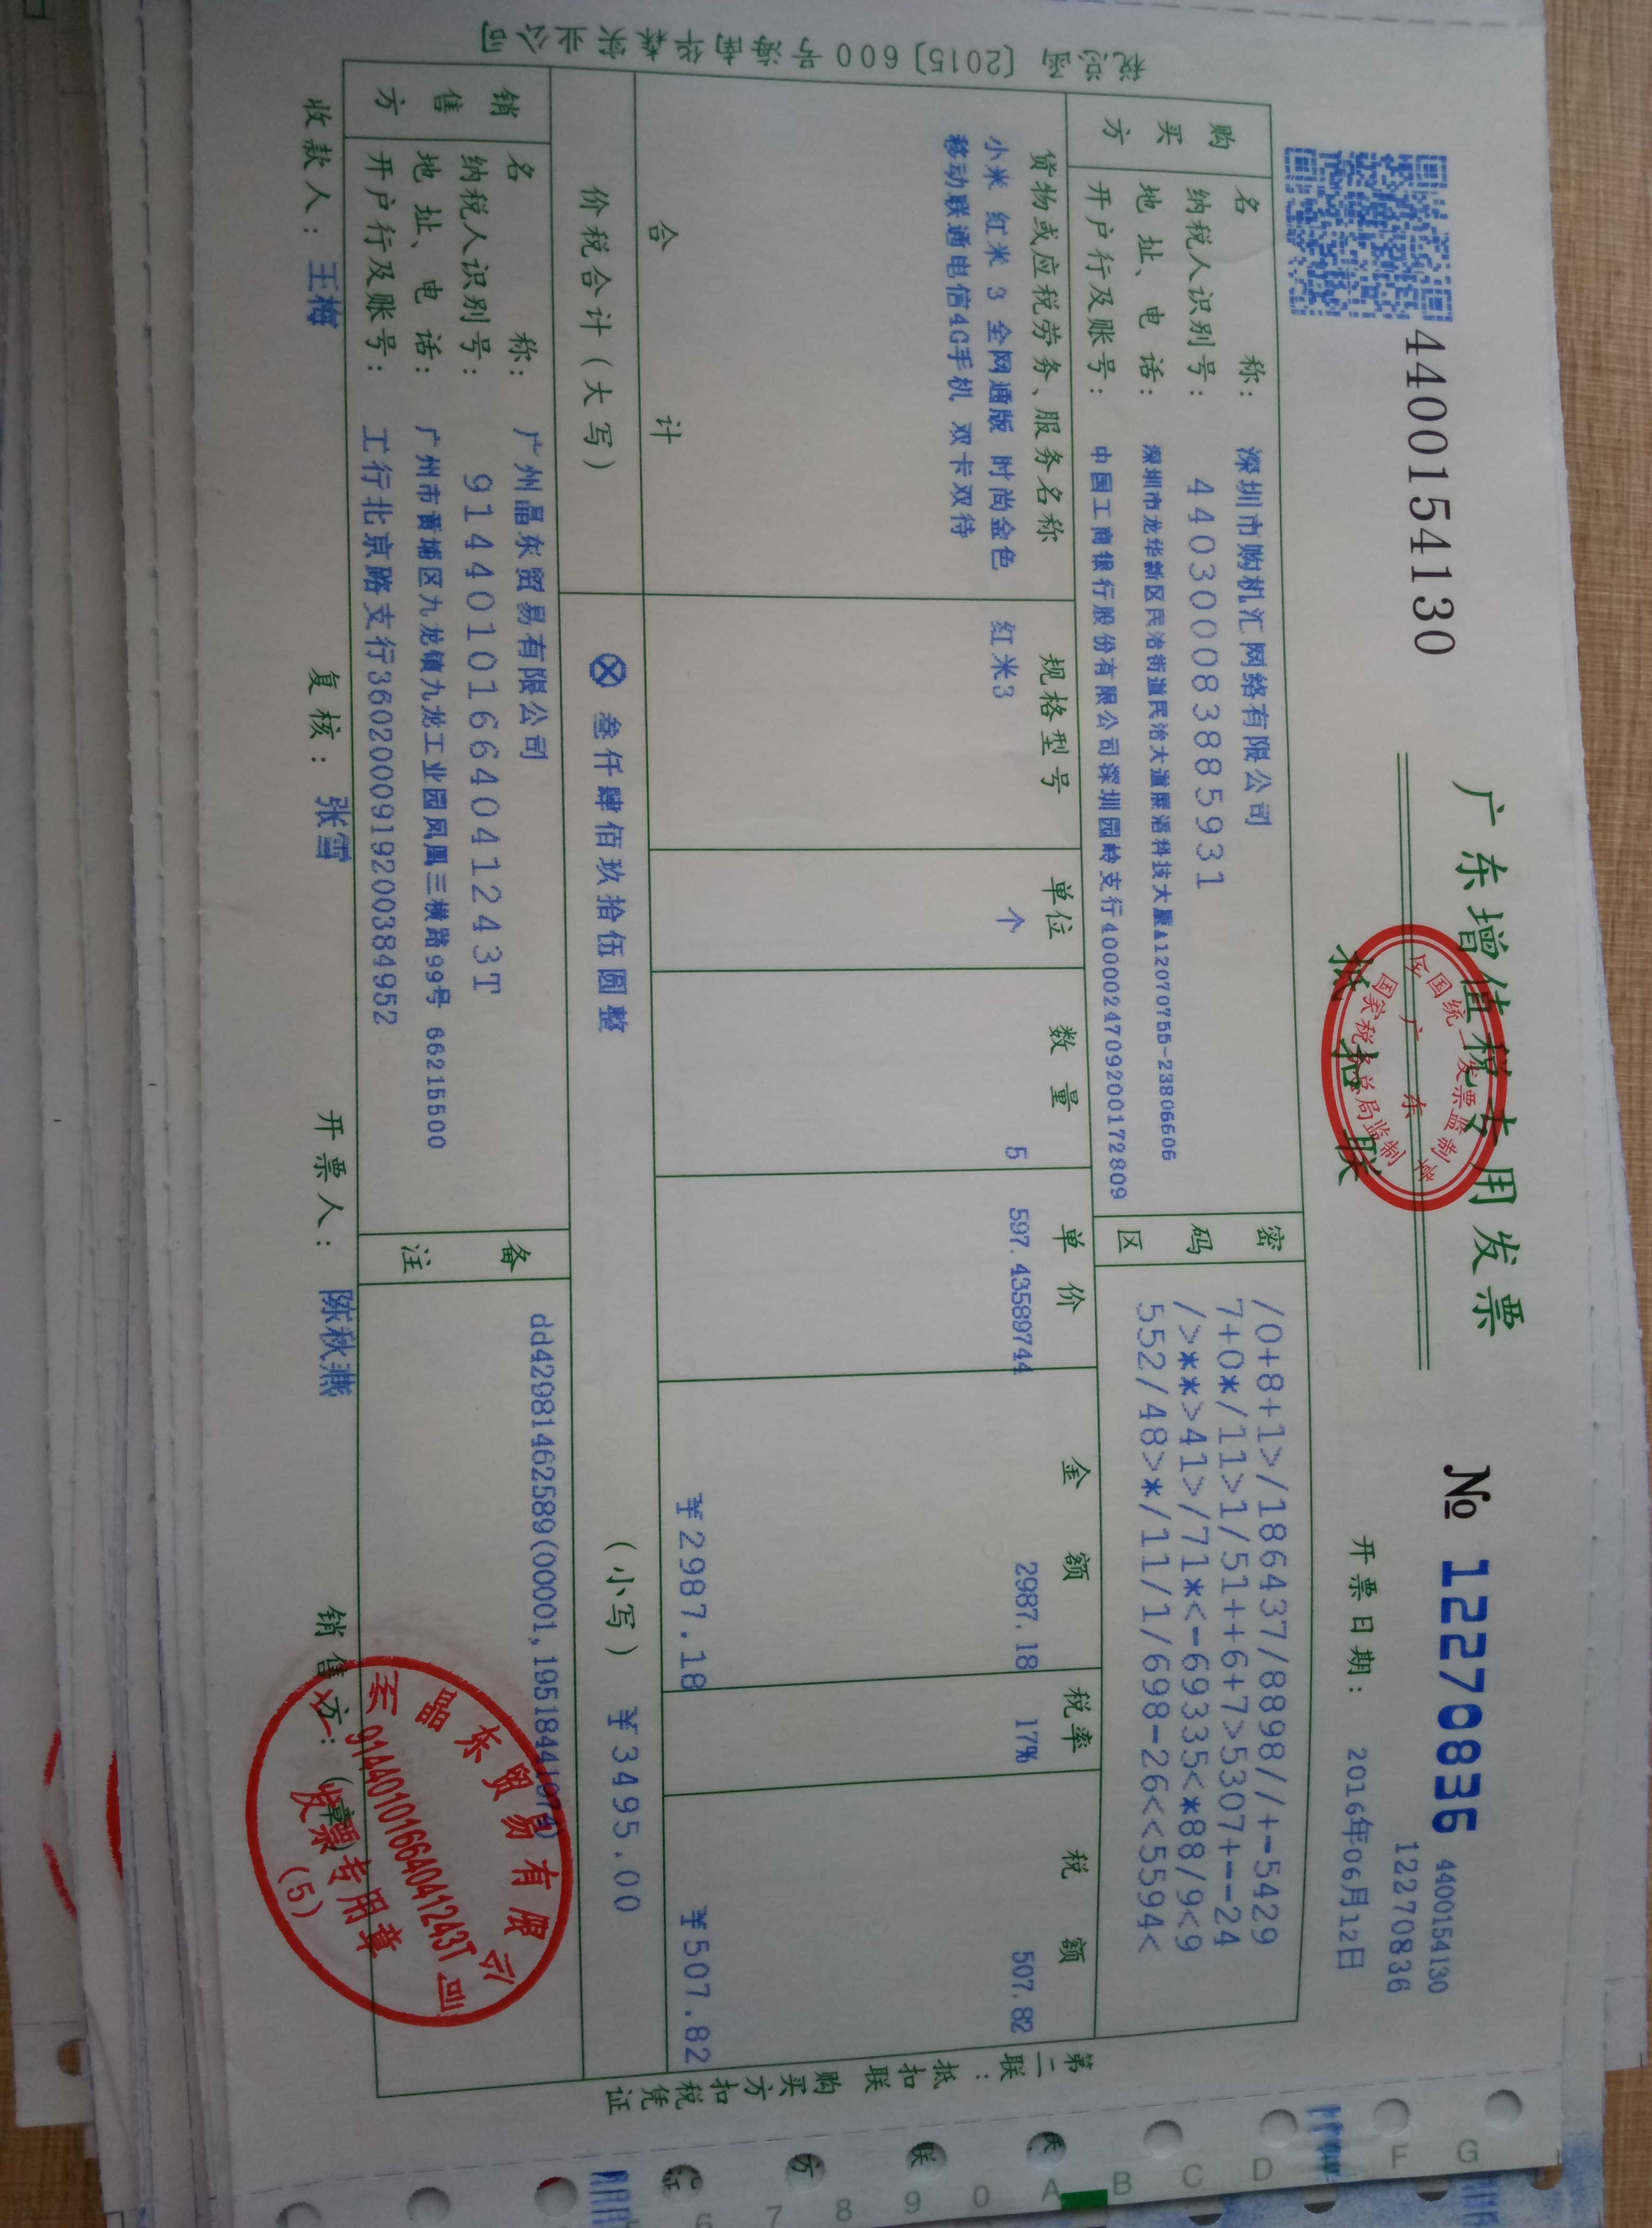 4400154130
广东增值税专用发票
抵扣联
№ 12270836
4400154130
12270836
开票日期: 2016年06月12日
全国统一发票监制章
广东
国家税务总局监制
购买方
名称: 深圳市购机汇网络有限公司
纳税人识别号: 440300083885931
地址、电话: 深圳市龙华新区民治街道民治大道展滔科技大厦A12070755-23806606
开户行及账号: 中国工商银行股份有限公司深圳园岭支行4000024709200172809
密码区
/0+8+1>/186437/8898//+-5429
7+0*/11>1/51++6+7>5307+--24
/>**>41>/71*<-69335<*88/9<9
552/48>*/11/1/698-26<<5594<
货物或应税劳务、服务名称 规格型号 单位 数量 单价 金额 税率 税额
小米 红米 3 全网通版 时尚金色 红米3 个 5 597.43589744 2987.18 17% 507.82
移动联通电信4G手机 双卡双待
合计 ¥2987.18 ¥507.82
价税合计(大写) ⊗ 叁仟肆佰玖拾伍圆整 (小写) ¥3495.00
销售方
名称: 广州晶东贸易有限公司
纳税人识别号: 91440101664041243T
地址、电话: 广州市黄埔区九龙镇九龙工业园凤凰三横路99号 66215500
开户行及账号: 工行北京路支行3602000919200384952
备注
dd42981462589(00001,19518441974)
收款人: 王梅 复核: 张雪 开票人: 陈秋燕 销售方: (章)
晶东贸易有限公司
91440101664041243T
发票专用章
(5)
税总函[2015]600号海南华森实业公司
第二联:抵扣联 购买方扣税凭证
6 7 8 9 0 A B C D F G